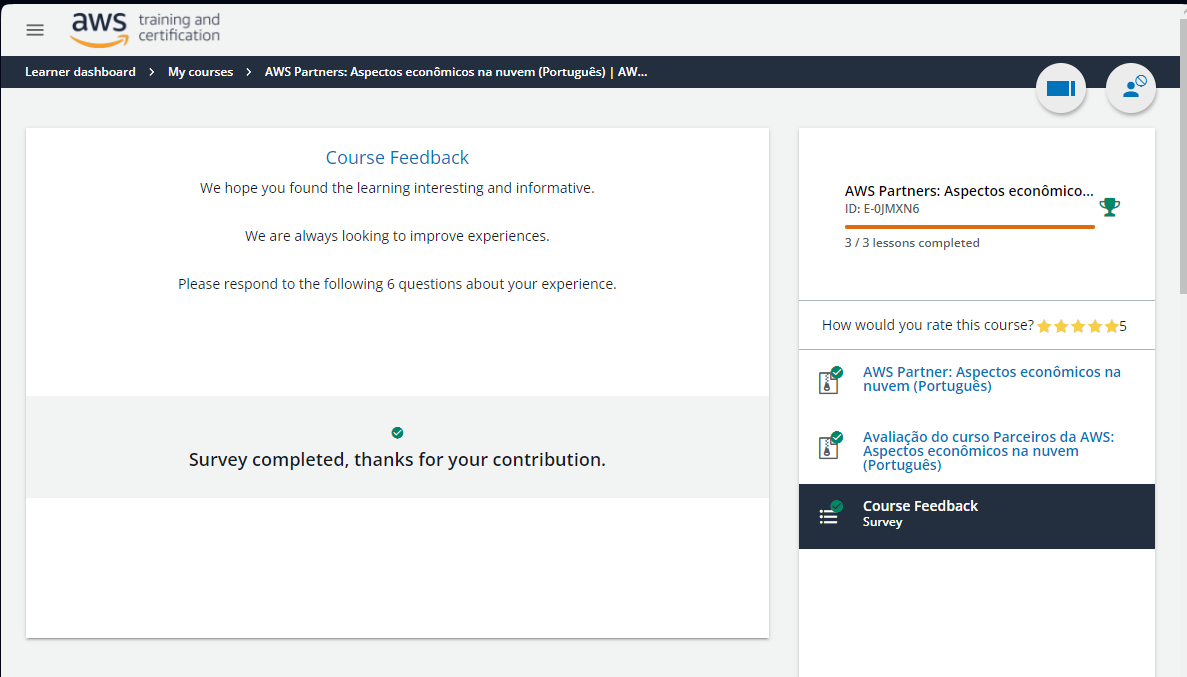 aws training and
certification
Learner dashboard > My courses > AWS Partners: Aspectos econômicos na nuvem (Português) | AW...
Course Feedback
We hope you found the learning interesting and informative.
We are always looking to improve experiences.
Please respond to the following 6 questions about your experience.
Survey completed, thanks for your contribution.
AWS Partners: Aspectos econômico...
ID: E-0JMXN6
3 / 3 lessons completed
How would you rate this course? 5
AWS Partner: Aspectos econômicos na
nuvem (Português)
Avaliação do curso Parceiros da AWS:
Aspectos econômicos na nuvem
(Português)
Course Feedback
Survey